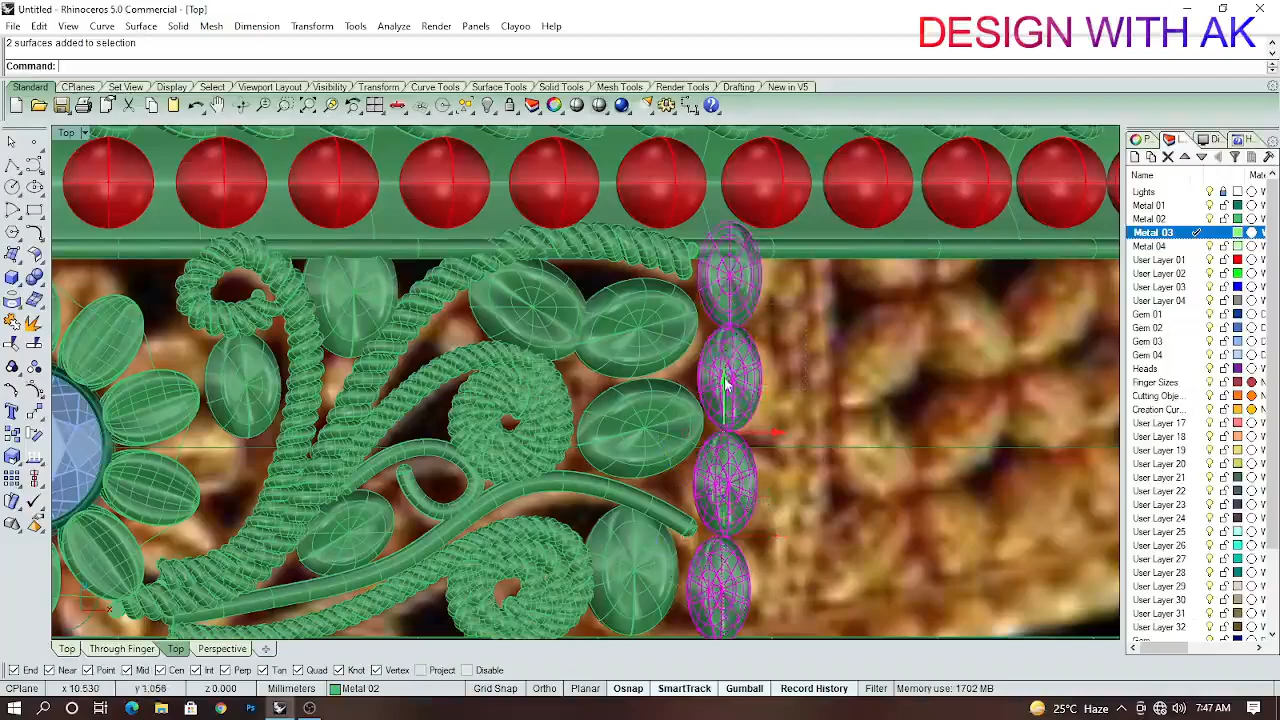 Untitled - Rhinoceros 5.0 Commercial - [Top]
DESIGN WITH AK
File Edit View Curve Surface Solid Mesh Dimension Transform Tools Analyze Render Panels Clayoo Help
2 surfaces added to selection
Command:
Standard CPlanes Set View Display Select Viewport Layout Visibility Transform Curve Tools Surface Tools Solid Tools Mesh Tools Render Tools Drafting New in V5
Top
P... L... Di... H...
Name Mate
Lights
Metal 01
Metal 02
Metal 03
Metal 04
User Layer 01
User Layer 02
User Layer 03
User Layer 04
Gem 01
Gem 02
Gem 03
Gem 04
Heads
Finger Sizes
Cutting Obje...
Creation Cur...
User Layer 17
User Layer 18
User Layer 19
User Layer 20
User Layer 21
User Layer 22
User Layer 23
User Layer 24
User Layer 25
User Layer 26
User Layer 27
User Layer 28
User Layer 29
User Layer 30
User Layer 31
User Layer 32
Top Through Finger Top Perspective
End Near Point Mid Cen Int Perp Tan Quad Knot Vertex Project Disable
CPlane x 10.530 y 1.056 z 0.000 Millimeters Metal 02 Grid Snap Ortho Planar Osnap SmartTrack Gumball Record History Filter Memory use: 1702 MB
25°C Haze 7:47 AM